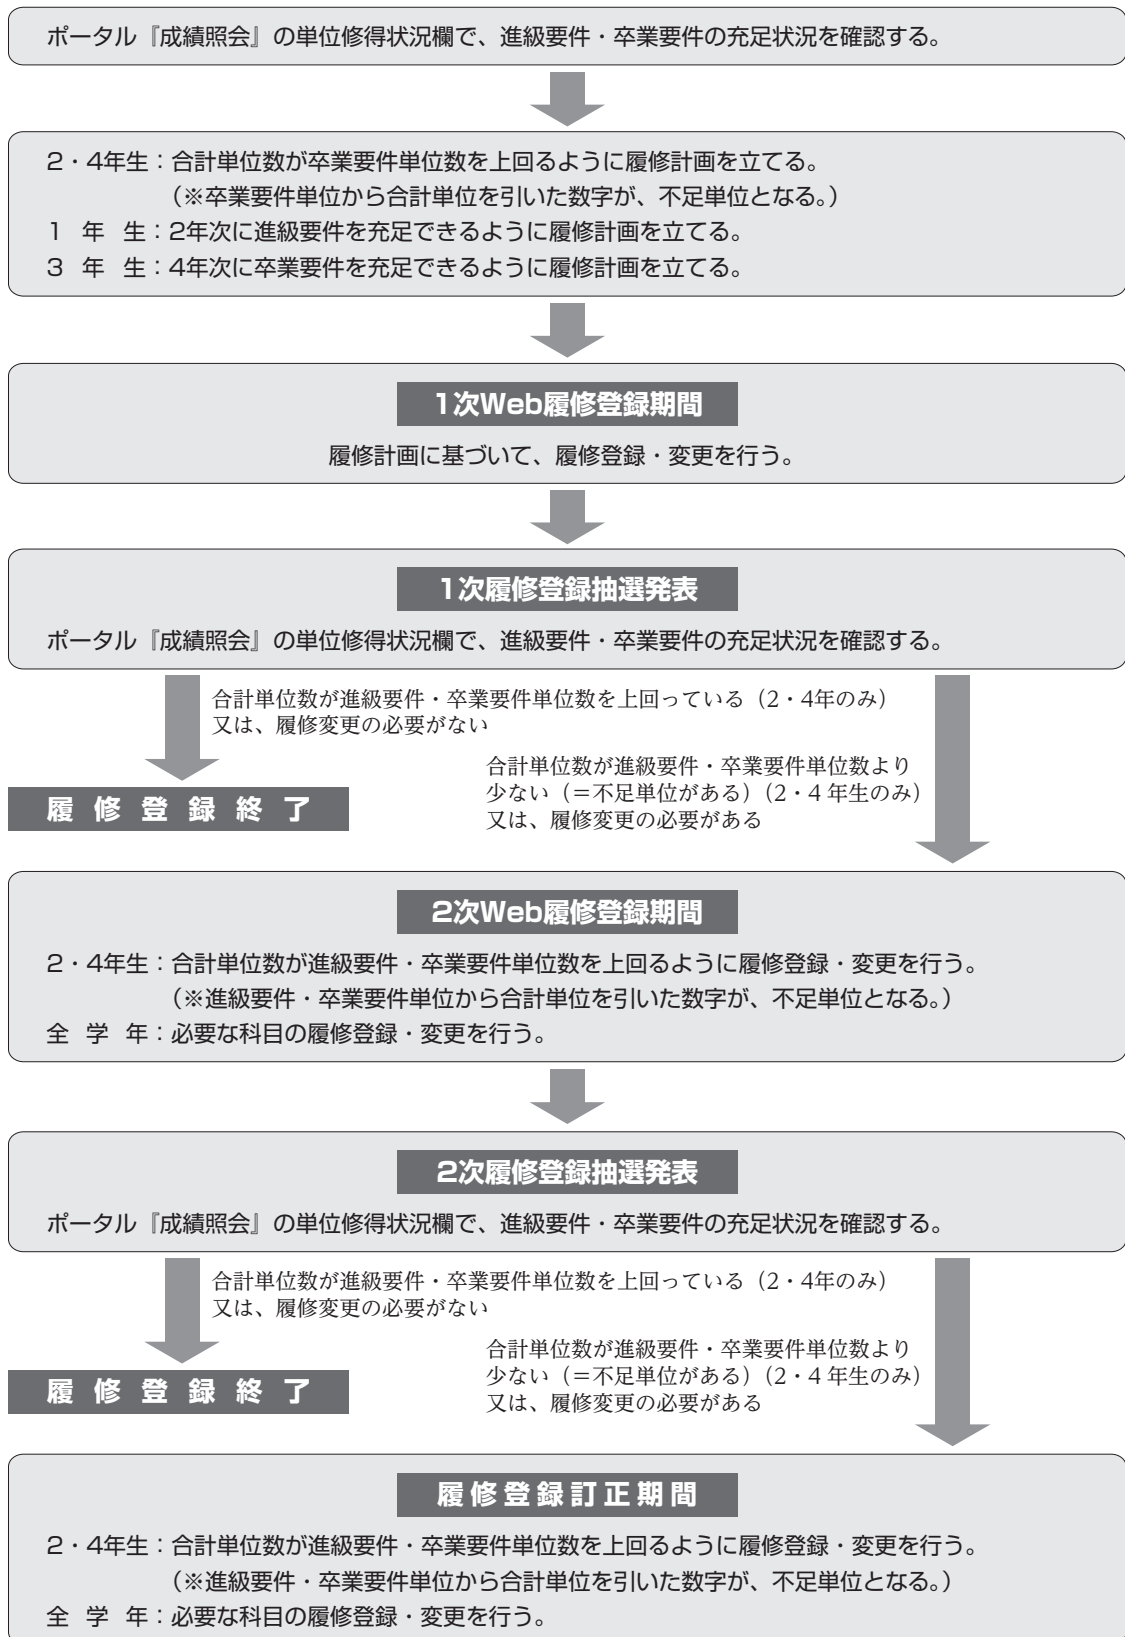 ポータル『成績照会』の単位修得状況欄で、進級要件・卒業要件の充足状況を確認する。
2・4年生：合計単位数が卒業要件単位数を上回るように履修計画を立てる。
（※卒業要件単位から合計単位を引いた数字が、不足単位となる。）
1 年 生：2年次に進級要件を充足できるように履修計画を立てる。
3 年 生：4年次に卒業要件を充足できるように履修計画を立てる。
1次Web履修登録期間
履修計画に基づいて、履修登録・変更を行う。
1次履修登録抽選発表
ポータル『成績照会』の単位修得状況欄で、進級要件・卒業要件の充足状況を確認する。
合計単位数が進級要件・卒業要件単位数を上回っている（2・4年のみ）
又は、履修変更の必要がない
合計単位数が進級要件・卒業要件単位数より
少ない（＝不足単位がある）（2・4 年生のみ）
又は、履修変更の必要がある
履 修 登 録 終 了
2次Web履修登録期間
2・4年生：合計単位数が進級要件・卒業要件単位数を上回るように履修登録・変更を行う。
（※進級要件・卒業要件単位から合計単位を引いた数字が、不足単位となる。）
全 学 年：必要な科目の履修登録・変更を行う。
2次履修登録抽選発表
ポータル『成績照会』の単位修得状況欄で、進級要件・卒業要件の充足状況を確認する。
合計単位数が進級要件・卒業要件単位数を上回っている（2・4年のみ）
又は、履修変更の必要がない
合計単位数が進級要件・卒業要件単位数より
少ない（＝不足単位がある）（2・4 年生のみ）
又は、履修変更の必要がある
履 修 登 録 終 了
履修登録訂正期間
2・4年生：合計単位数が進級要件・卒業要件単位数を上回るように履修登録・変更を行う。
（※進級要件・卒業要件単位から合計単位を引いた数字が、不足単位となる。）
全 学 年：必要な科目の履修登録・変更を行う。